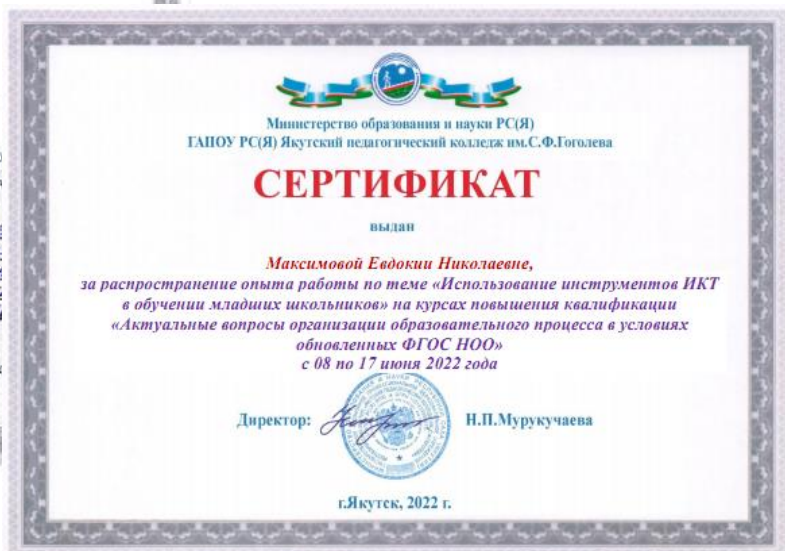 Министерство образования и науки РС(Я)
ГАПОУ РС(Я) Якутский педагогический колледж им.С.Ф.Гоголева
СЕРТИФИКАТ
выдан
Максимовой Евдокии Николаевне,
за распространение опыта работы по теме «Использование инструментов ИКТ
в обучении младших школьников» на курсах повышения квалификации
«Актуальные вопросы организации образовательного процесса в условиях
обновленных ФГОС НОО»
с 08 по 17 июня 2022 года
Директор:
Н.П.Мурукучаева
г.Якутск, 2022 г.